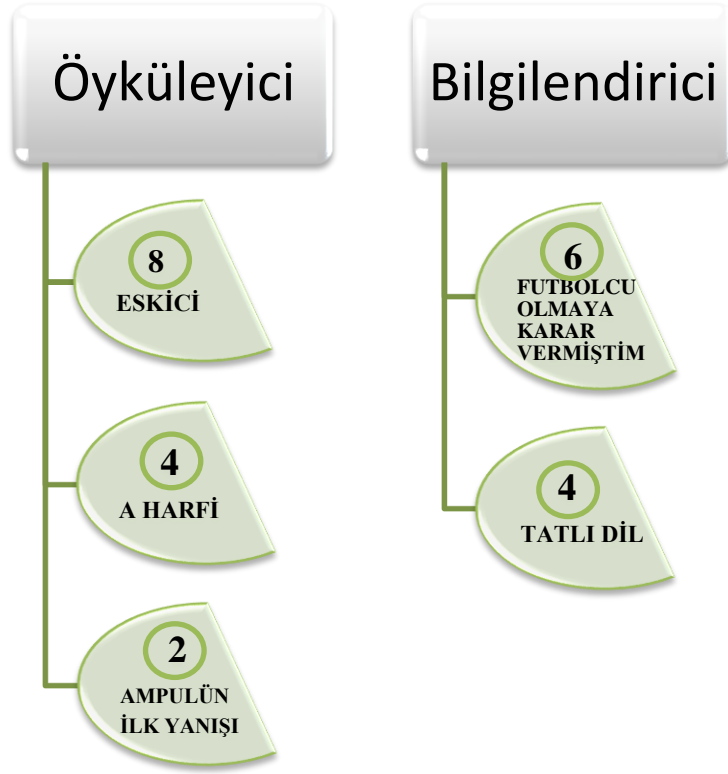 Öyküleyici
8
ESKİCİ
4
A HARFİ
2
AMPULÜN
İLK YANIŞI
Bilgilendirici
6
FUTBOLCU
OLMAYA
KARAR
VERMİŞTİM
4
TATLI DİL